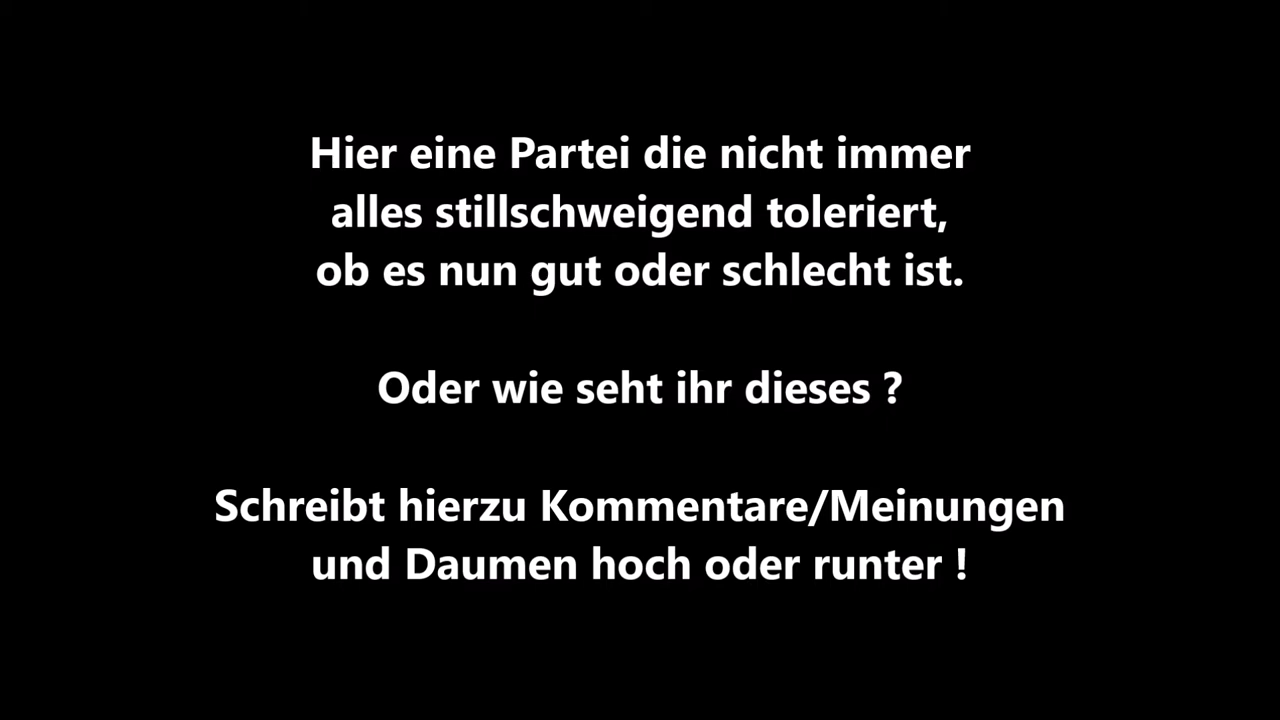 Hier eine Partei die nicht immer
alles stillschweigend toleriert,
ob es nun gut oder schlecht ist.
Oder wie seht ihr dieses ?
Schreibt hierzu Kommentare/Meinungen
und Daumen hoch oder runter !